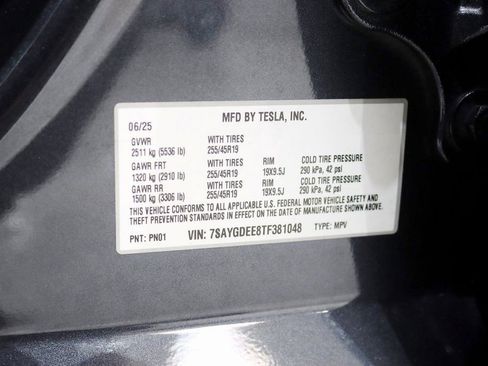 MFD BY TESLA, INC.
06/25
GVWR WITH TIRES
2511 kg (5536 lb) 255/45R19
GAWR FRT WITH TIRES RIM COLD TIRE PRESSURE
1320 kg (2910 lb) 255/45R19 19X9.5J 290 kPa, 42 psi
GAWR RR WITH TIRES RIM COLD TIRE PRESSURE
1500 kg (3306 lb) 255/45R19 19X9.5J 290 kPa, 42 psi
THIS VEHICLE CONFORMS TO ALL APPLICABLE U.S. FEDERAL MOTOR VEHICLE SAFETY AND
THEFT PREVENTION STANDARDS IN EFFECT ON THE DATE OF MANUFACTURE SHOWN ABOVE.
PNT: PN01 VIN: 7SAYGDEE8TF381048 TYPE: MPV